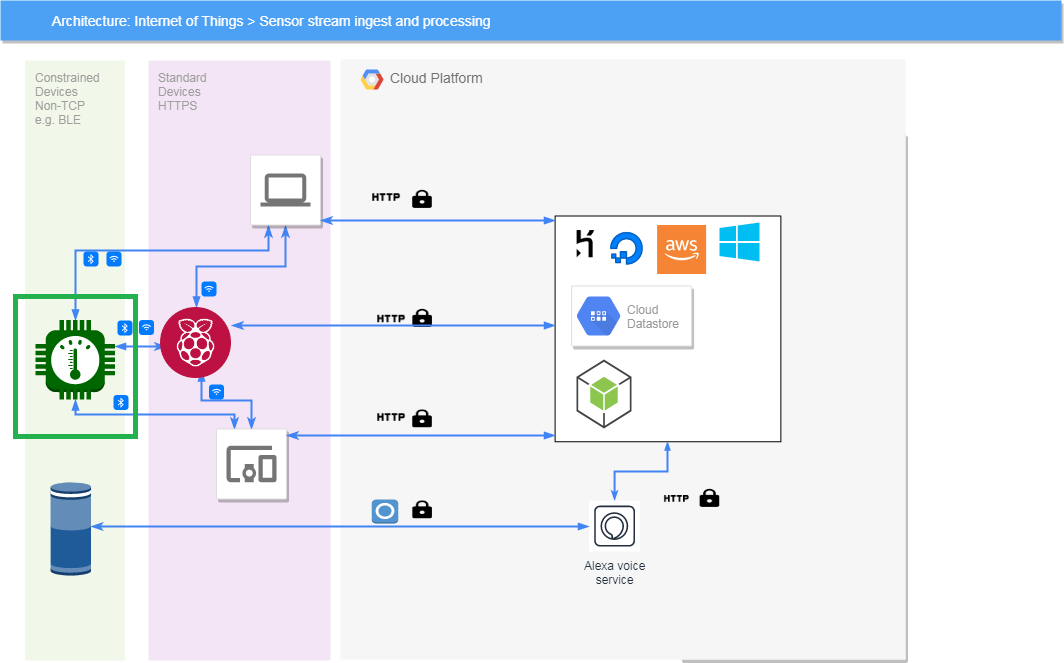 Architecture: Internet of Things > Sensor stream ingest and processing
Constrained
Devices
Non-TCP
e.g. BLE
Standard
Devices
HTTPS
Cloud Platform
HTTP
aws
HTTP
Cloud
Datastore
HTTP
HTTP
Alexa voice
service